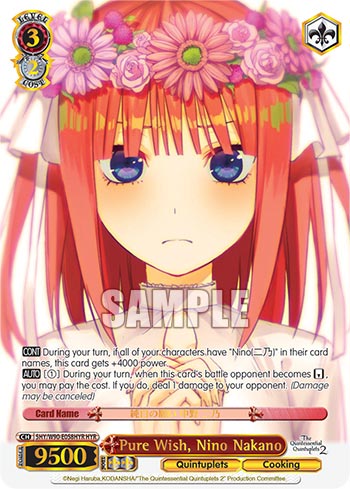 LEVEL
3
2
COST
SAMPLE
CONT During your turn, if all of your characters have "Nino(二乃)" in their card
names, this card gets +4000 power.
AUTO [①] During your turn, when this card's battle opponent becomes, you
may pay the cost. If you do, deal 1 damage to your opponent. (Damage
may be canceled)
Card Name
CH
Pure Wish, Nino Nakano
The Quintessential Quintuplets 2
POWER
9500
Quintuplets
Cooking
©Negi Haruba,KODANSHA/"The Quintessential Quintuplets 2" Production Committee.